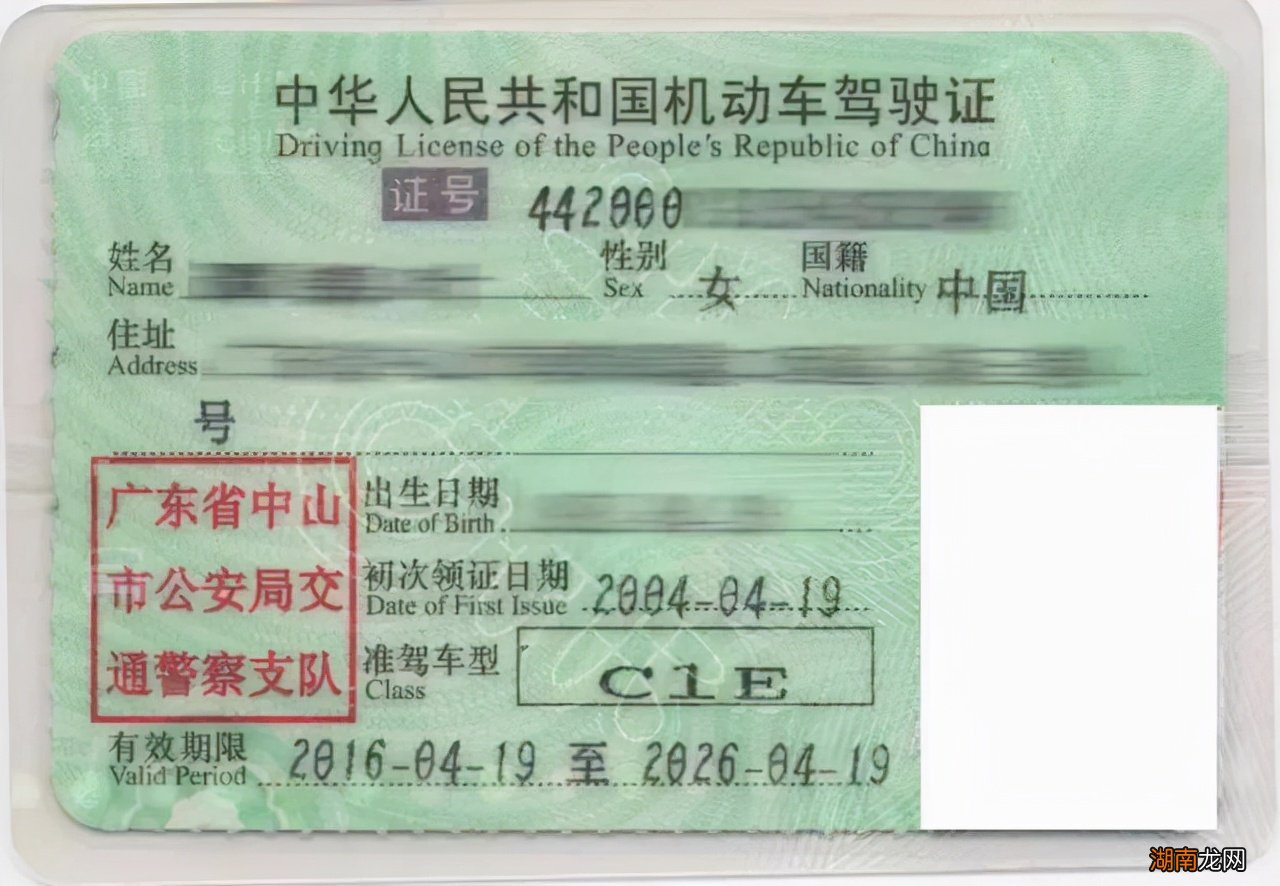 中华人民共和国机动车驾驶证
Driving License of the People's Republic of China
证号 442000
姓名 性别 女 国籍 中国
Name Sex Nationality
住址
Address
号
广东省中山
市公安局交
通警察支队
出生日期
Date of Birth
初次领证日期 2004-04-19
Date of First Issue
准驾车型 C1E
Class
有效期限 2016-04-19 至 2026-04-19
Valid Period
湖南龙网